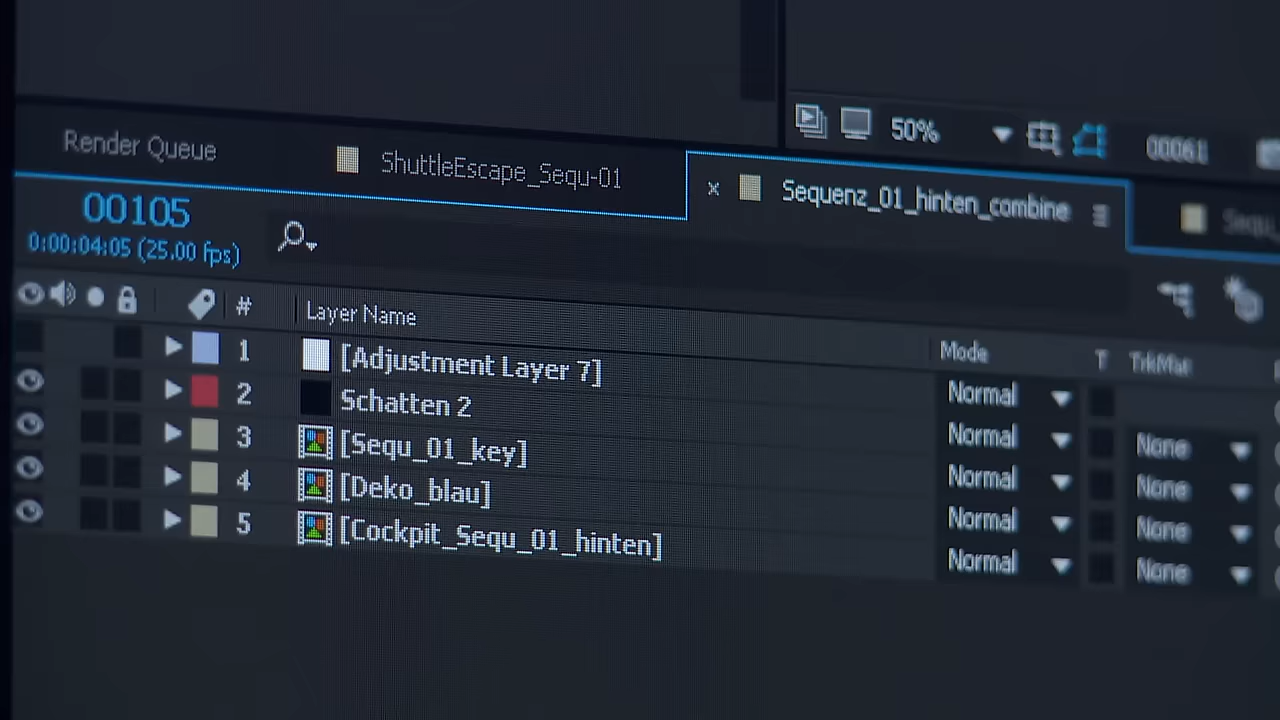 50%
00061
Render Queue
ShuttleEscape_Sequ-01
Sequenz_01_hinten_combine
00105
0:00:04:05 (25.00 fps)
# Layer Name Mode T TrkMat
1 [Adjustment Layer 7] Normal
2 Schatten 2 Normal None
3 [Sequ_01_key] Normal None
4 [Deko_blau] Normal None
5 [Cockpit_Sequ_01_hinten] Normal None